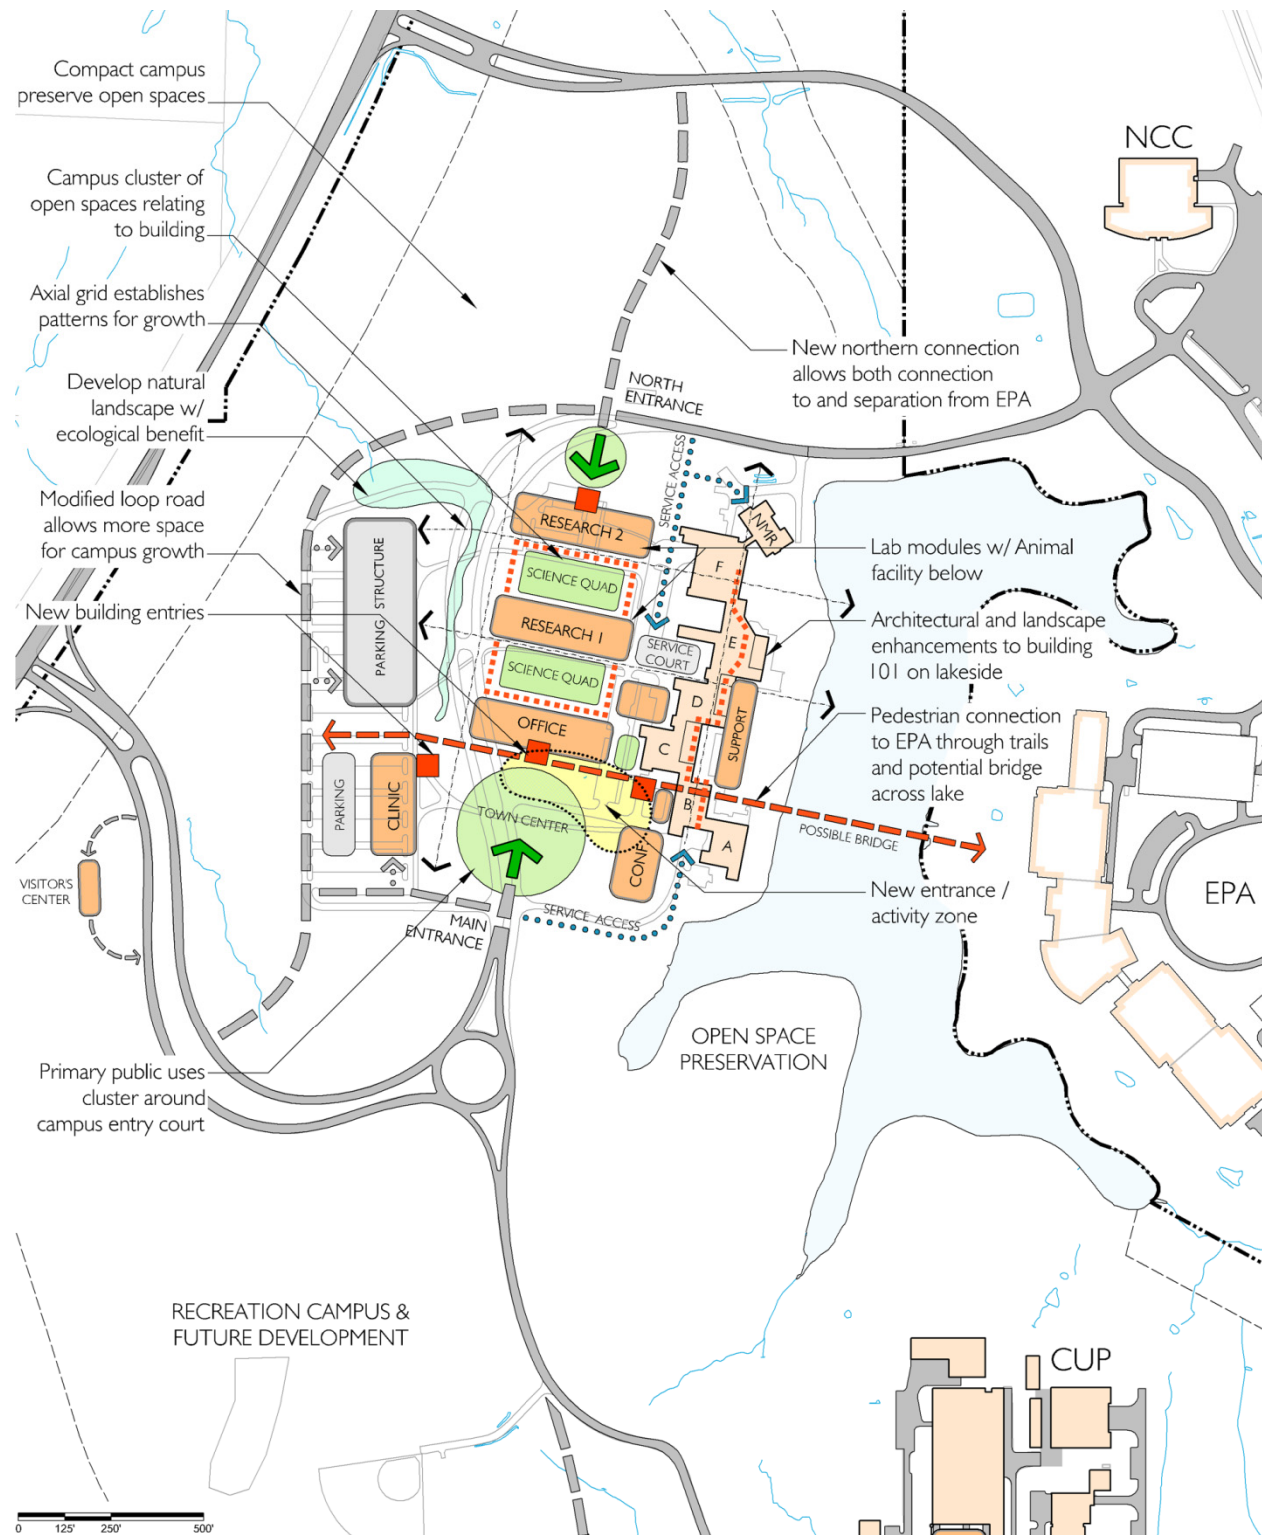 Compact campus
preserve open spaces
Campus cluster of
open spaces relating
to building
Axial grid establishes
patterns for growth
Develop natural
landscape w/
ecological benefit
Modified loop road
allows more space
for campus growth
New building entries
Primary public uses
cluster around
campus entry court
NCC
New northern connection
allows both connection
to and separation from EPA
NORTH
ENTRANCE
SERVICE ACCESS
RESEARCH 2
NMR
Lab modules w/ Animal
facility below
F
SCIENCE QUAD
PARKING/STRUCTURE
RESEARCH 1
E
SERVICE
COURT
Architectural and landscape
enhancements to building
101 on lakeside
SCIENCE QUAD
D
SUPPORT
OFFICE
C
Pedestrian connection
to EPA through trails
and potential bridge
across lake
PARKING
CLINIC
TOWN CENTER
B
A
CONF
POSSIBLE BRIDGE
New entrance /
activity zone
EPA
VISITOR'S
CENTER
MAIN
ENTRANCE
SERVICE ACCESS
OPEN SPACE
PRESERVATION
RECREATION CAMPUS &
FUTURE DEVELOPMENT
CUP
0 125' 250' 500'